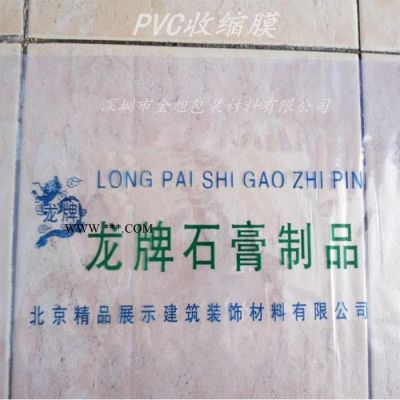 PVC收缩膜
深圳市金旭包装材料有限公司
LONG PAI SHI GAO ZHI PIN
龙牌
www.***.COM
龙牌石膏制品
北京精品展示建筑装饰材料有限公司